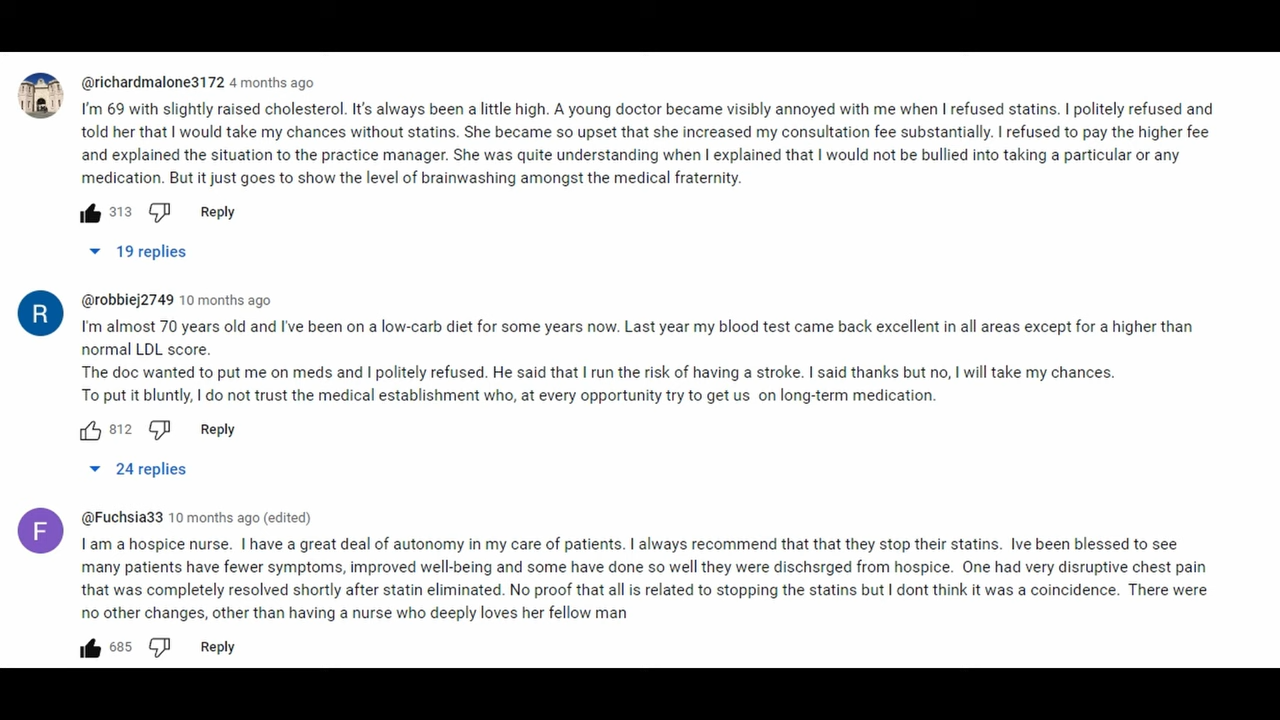 @richardmalone3172 4 months ago
I'm 69 with slightly raised cholesterol. It's always been a little high. A young doctor became visibly annoyed with me when I refused statins. I politely refused and
told her that I would take my chances without statins. She became so upset that she increased my consultation fee substantially. I refused to pay the higher fee
and explained the situation to the practice manager. She was quite understanding when I explained that I would not be bullied into taking a particular or any
medication. But it just goes to show the level of brainwashing amongst the medical fraternity.
313 Reply
19 replies
R
@robbiej2749 10 months ago
I'm almost 70 years old and I've been on a low-carb diet for some years now. Last year my blood test came back excellent in all areas except for a higher than
normal LDL score.
The doc wanted to put me on meds and I politely refused. He said that I run the risk of having a stroke. I said thanks but no, I will take my chances.
To put it bluntly, I do not trust the medical establishment who, at every opportunity try to get us on long-term medication.
812 Reply
24 replies
F
@Fuchsia33 10 months ago (edited)
I am a hospice nurse. I have a great deal of autonomy in my care of patients. I always recommend that that they stop their statins. Ive been blessed to see
many patients have fewer symptoms, improved well-being and some have done so well they were dischsrged from hospice. One had very disruptive chest pain
that was completely resolved shortly after statin eliminated. No proof that all is related to stopping the statins but I dont think it was a coincidence. There were
no other changes, other than having a nurse who deeply loves her fellow man
685 Reply